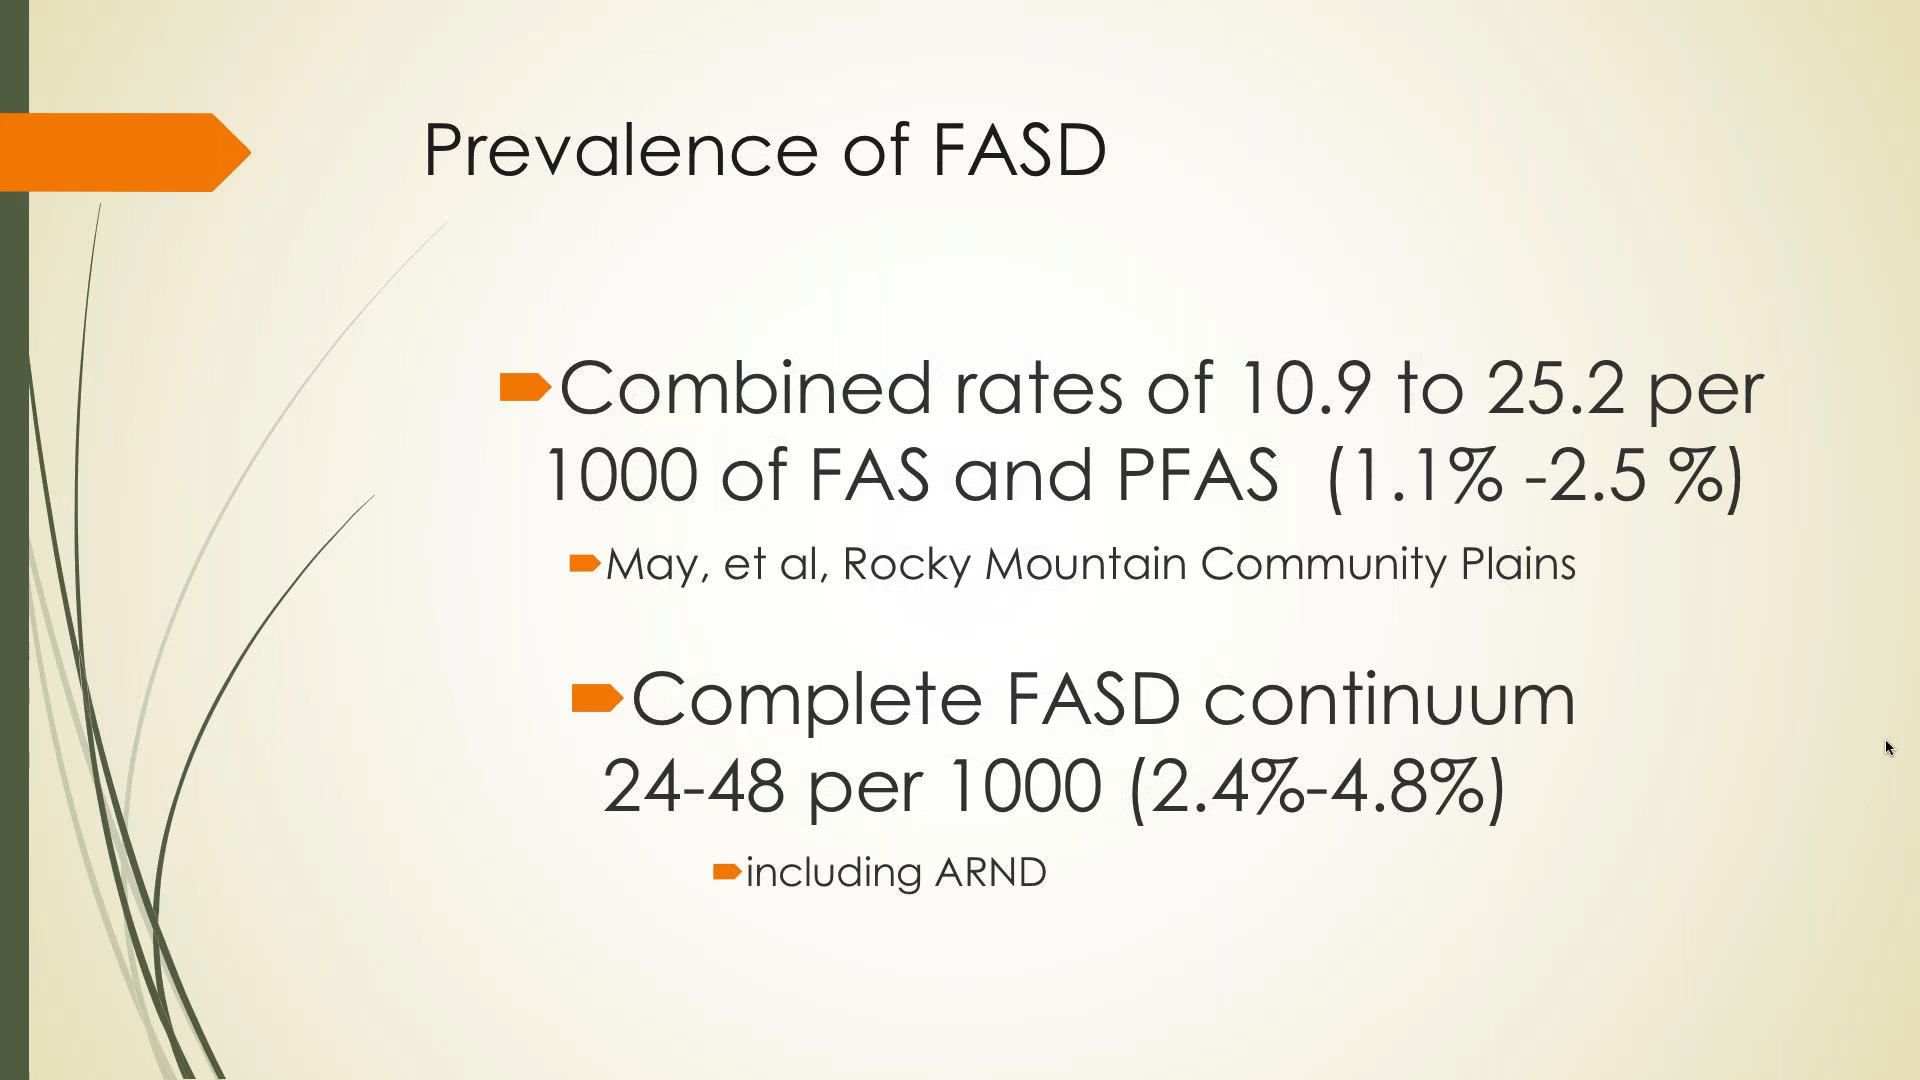 Prevalence of FASD
Combined rates of 10.9 to 25.2 per
1000 of FAS and PFAS (1.1% -2.5 %)
May, et al, Rocky Mountain Community Plains
Complete FASD continuum
24-48 per 1000 (2.4%-4.8%)
including ARND